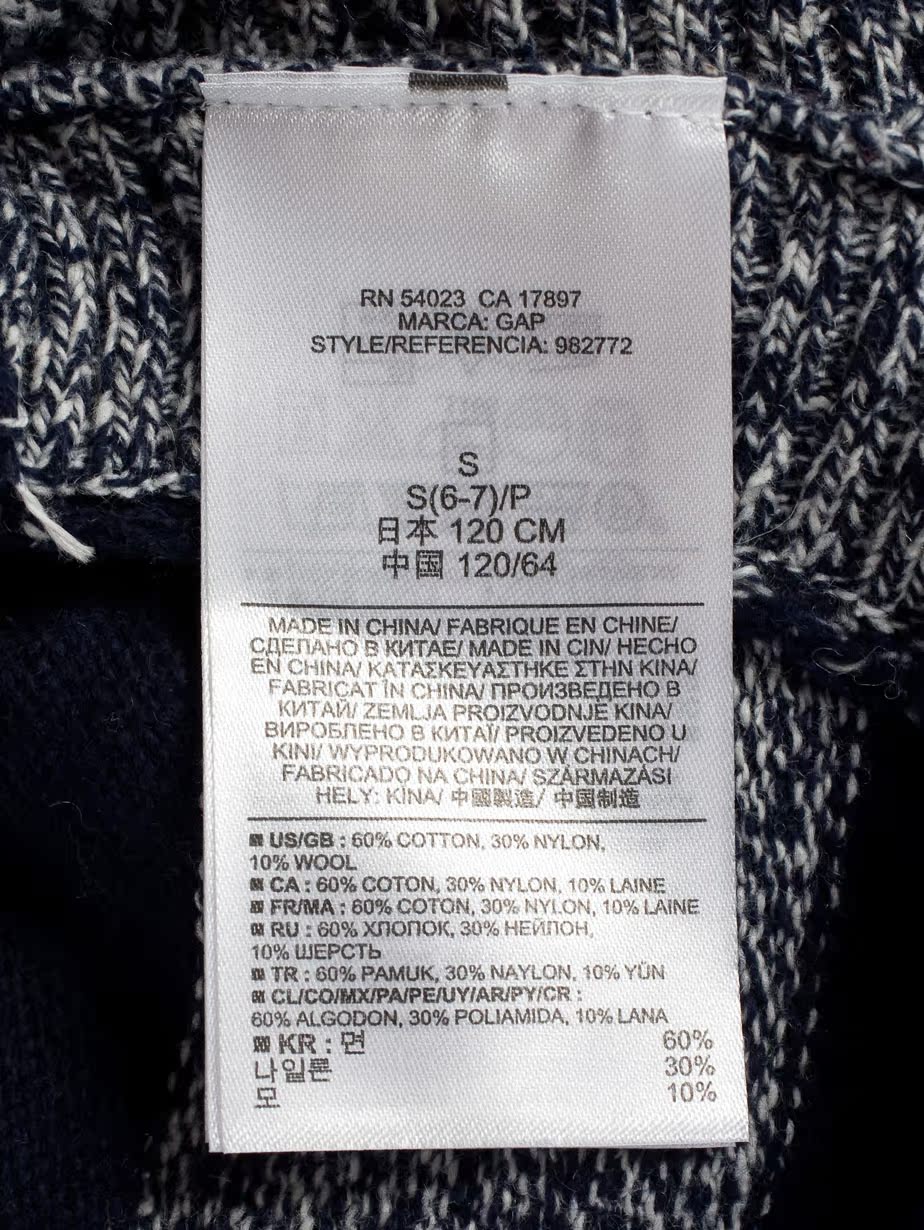 RN 54023 CA 17897
MARCA: GAP
STYLE/REFERENCIA: 982772
S
S(6-7)/P
日本 120 CM
中国 120/64
MADE IN CHINA/ FABRIQUE EN CHINE/
СДЕЛАНО В КИТАЕ/ MADE IN CIN/ HECHO
EN CHINA/ ΚΑΤΑΣΚΕΥΑΣΤΗΚΕ ΣΤΗΝ ΚΙΝΑ/
FABRICAT ÎN CHINA/ ПРОИЗВЕДЕНО В
КИТАЙ/ ZEMLJA PROIZVODNJE KINA/
ВИРОБЛЕНО В КИТАЇ/ PROIZVEDENO U
KINI/ WYPRODUKOWANO W CHINACH/
FABRICADO NA CHINA/ SZÁRMAZÁSI
HELY: KÍNA/ 中國製造/ 中国制造
US/GB : 60% COTTON, 30% NYLON,
10% WOOL
CA : 60% COTON, 30% NYLON, 10% LAINE
FR/MA : 60% COTON, 30% NYLON, 10% LAINE
RU : 60% ХЛОПОК, 30% НЕЙЛОН,
10% ШЕРСТЬ
TR : 60% PAMUK, 30% NAYLON, 10% YÜN
CL/CO/MX/PA/PE/UY/AR/PY/CR :
60% ALGODON, 30% POLIAMIDA, 10% LANA
KR : 면 60%
나일론 30%
모 10%